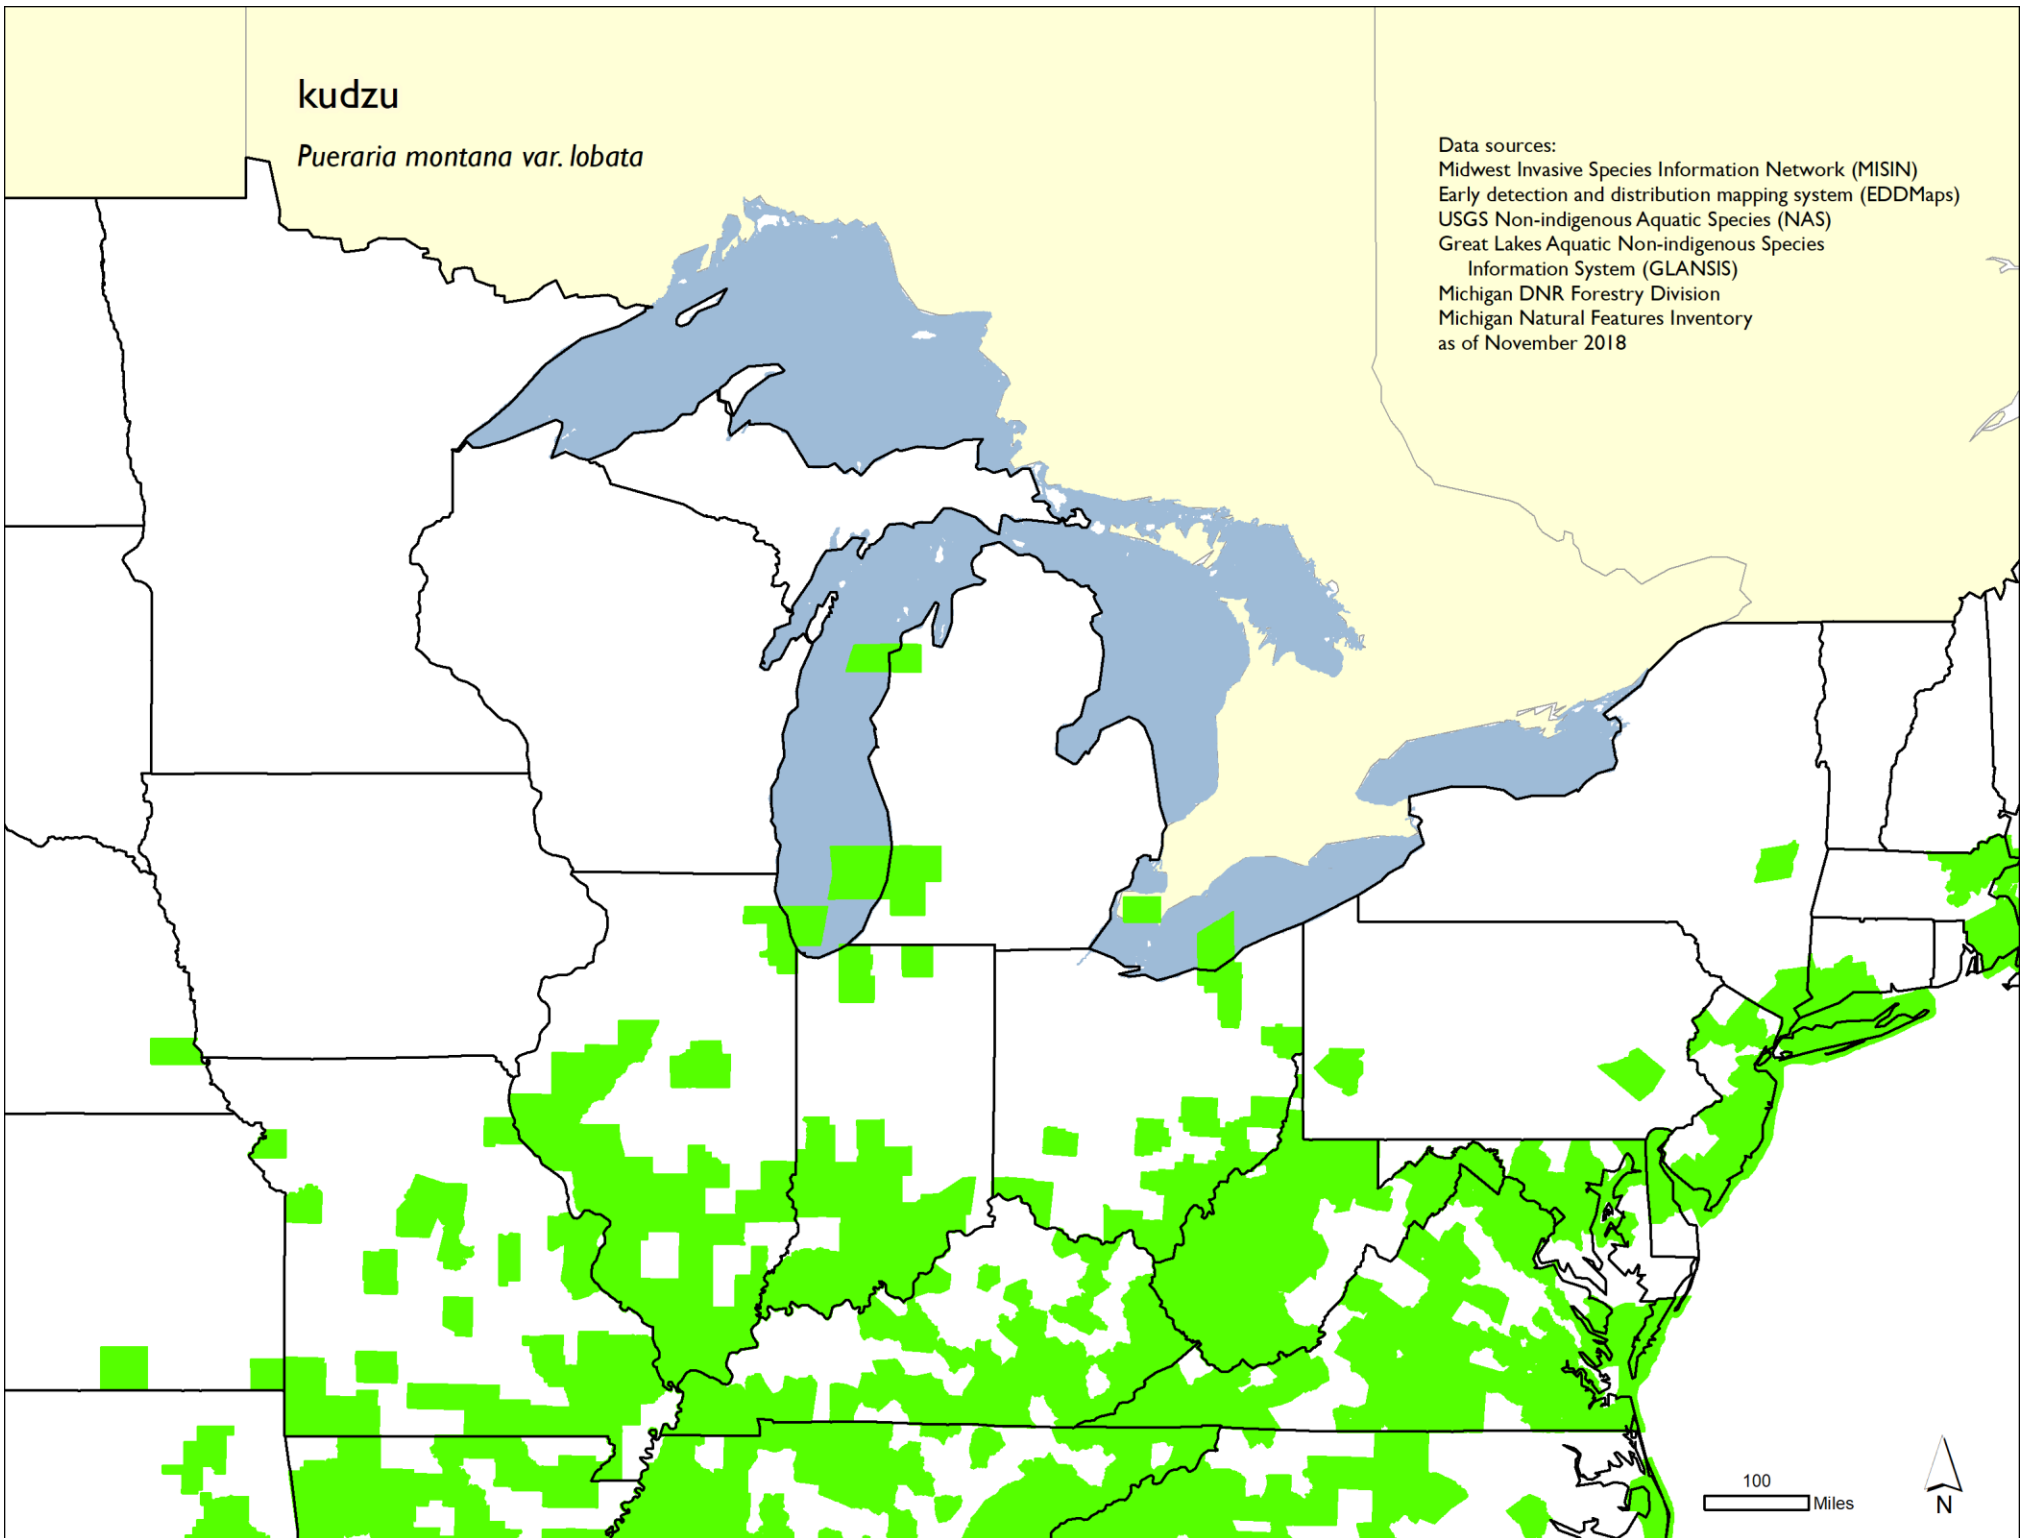 kudzu
Pueraria montana var. lobata
Data sources:
Midwest Invasive Species Information Network (MISIN)
Early detection and distribution mapping system (EDDMaps)
USGS Non-indigenous Aquatic Species (NAS)
Great Lakes Aquatic Non-indigenous Species
Information System (GLANSIS)
Michigan DNR Forestry Division
Michigan Natural Features Inventory
as of November 2018
100
Miles
N